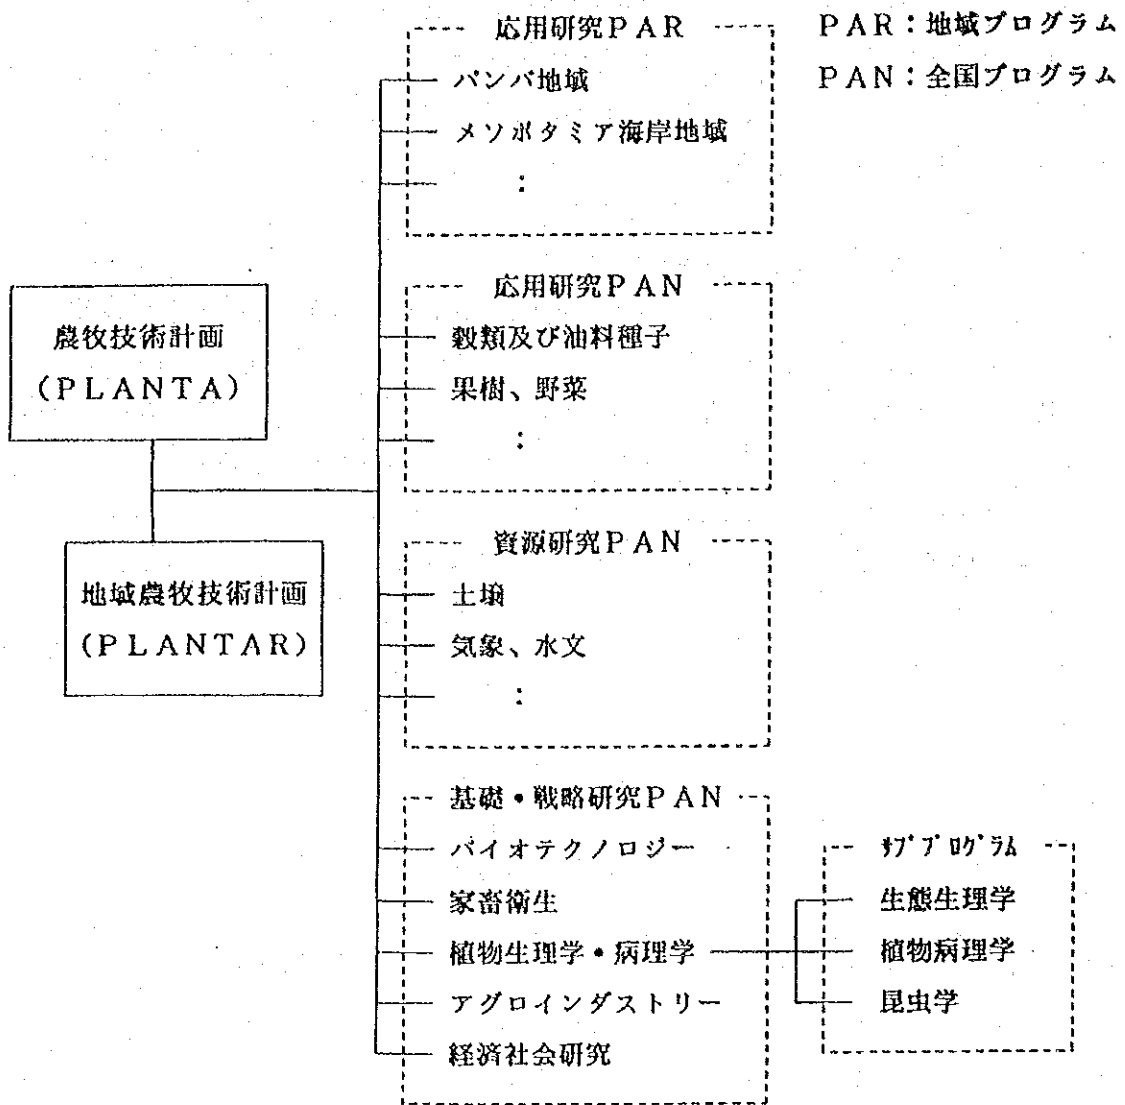 応用研究PAR
パンパ地域
メソポタミア海岸地域
:
PAR:地域プログラム
PAN:全国プログラム
応用研究PAN
穀類及び油料種子
果樹、野菜
:
農牧技術計画
(PLANTA)
地域農牧技術計画
(PLANTAR)
資源研究PAN
土壌
気象、水文
:
基礎・戦略研究PAN
バイオテクノロジー
家畜衛生
植物生理学・病理学
アグロインダストリー
経済社会研究
サブプログラム
生態生理学
植物病理学
昆虫学